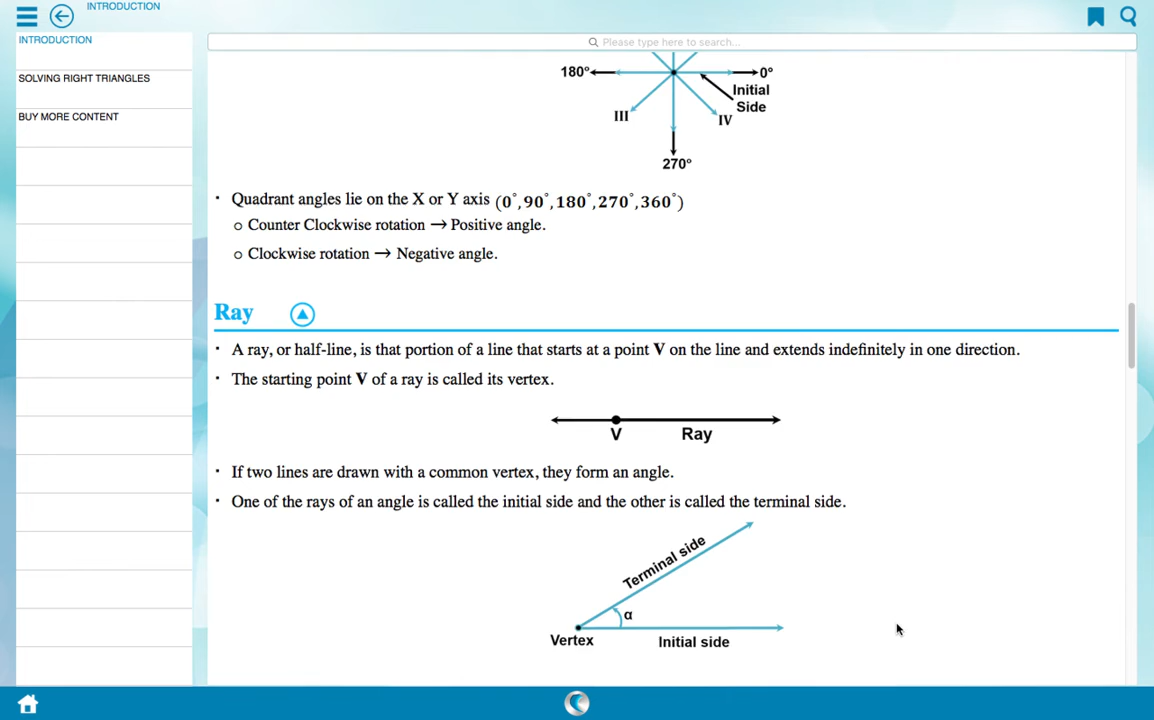 INTRODUCTION
INTRODUCTION
SOLVING RIGHT TRIANGLES
BUY MORE CONTENT
Please type here to search...
180° 0°
Initial
Side
III IV
270°
· Quadrant angles lie on the X or Y axis (0°,90°,180°,270°,360°)
o Counter Clockwise rotation → Positive angle.
o Clockwise rotation → Negative angle.
Ray
· A ray, or half-line, is that portion of a line that starts at a point V on the line and extends indefinitely in one direction.
· The starting point V of a ray is called its vertex.
V Ray
· If two lines are drawn with a common vertex, they form an angle.
· One of the rays of an angle is called the initial side and the other is called the terminal side.
Terminal side
α
Vertex Initial side